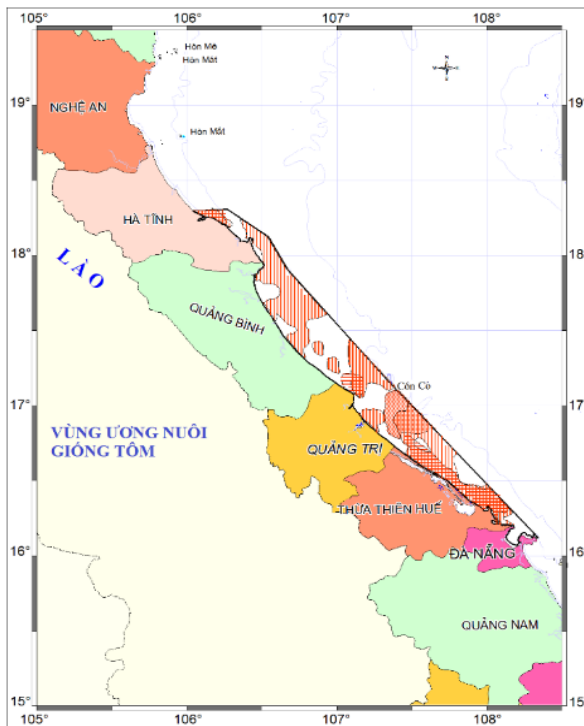 105° 106° 107° 108°
Hòn Mê
Hòn Mát
19° 19
NGHỆ AN
Hòn Mắt
HÀ TĨNH
18° 18
LÀO
QUẢNG BÌNH
Cồn Cỏ
17° 17
VÙNG ƯƠNG NUÔI
GIỐNG TÔM
QUẢNG TRỊ
THỪA THIÊN HUẾ
16° 16
ĐÀ NẴNG
QUẢNG NAM
15° 15
105° 106° 107° 108°